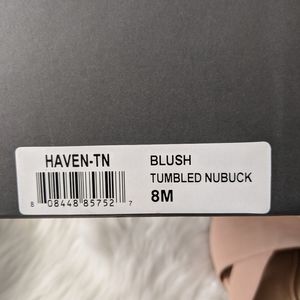 HAVEN-TN
BLUSH
TUMBLED NUBUCK
8M
8 08448 85752 7